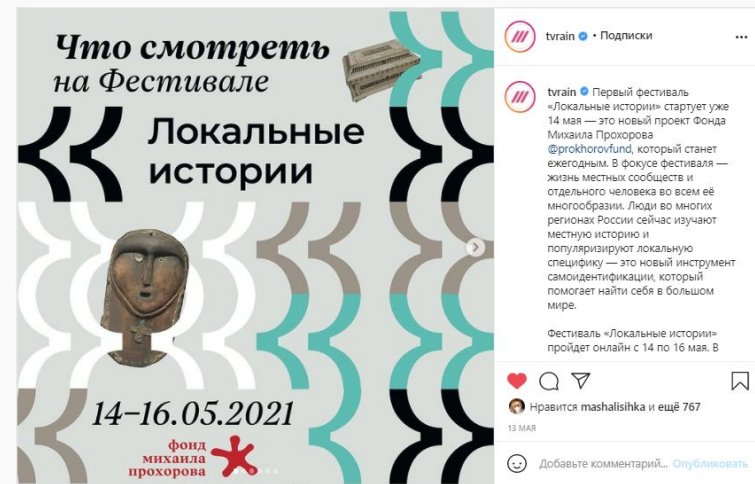 Что смотреть
на Фестивале
Локальные
истории
14–16.05.2021
фонд
михаила
прохорова
tvrain • Подписки
tvrain Первый фестиваль
«Локальные истории» стартует уже
14 мая — это новый проект Фонда
Михаила Прохорова
@prokhorovfund, который станет
ежегодным. В фокусе фестиваля —
жизнь местных сообществ и
отдельного человека во всем её
многообразии. Люди во многих
регионах России сейчас изучают
местную историю и
популяризируют локальную
специфику — это новый инструмент
самоидентификации, который
помогает найти себя в большом
мире.
Фестиваль «Локальные истории»
пройдет онлайн с 14 по 16 мая. В
Нравится mashalisihka и ещё 767
13 МАЯ
Добавьте комментарий... Опубликовать